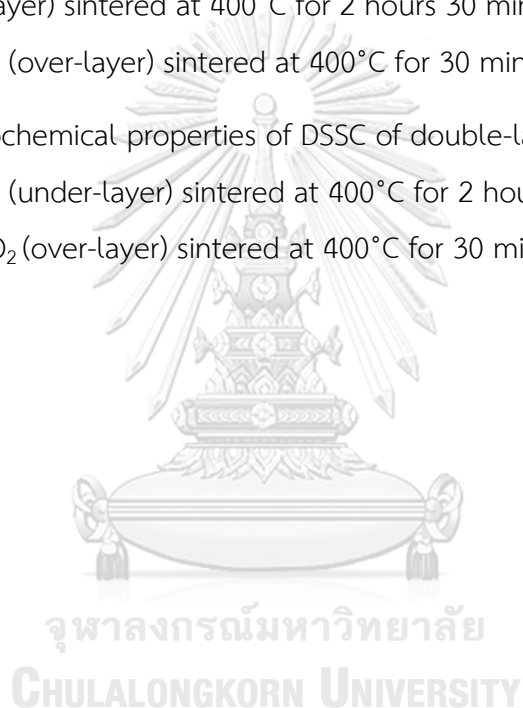 ayer) sintered at 400°C for 2 hours 30 min
(over-layer) sintered at 400°C for 30 min
ochemical properties of DSSC of double-la
(under-layer) sintered at 400°C for 2 hou
O₂ (over-layer) sintered at 400°C for 30 mi
จุฬาลงกรณ์มหาวิทยาลัย
CHULALONGKORN UNIVERSITY